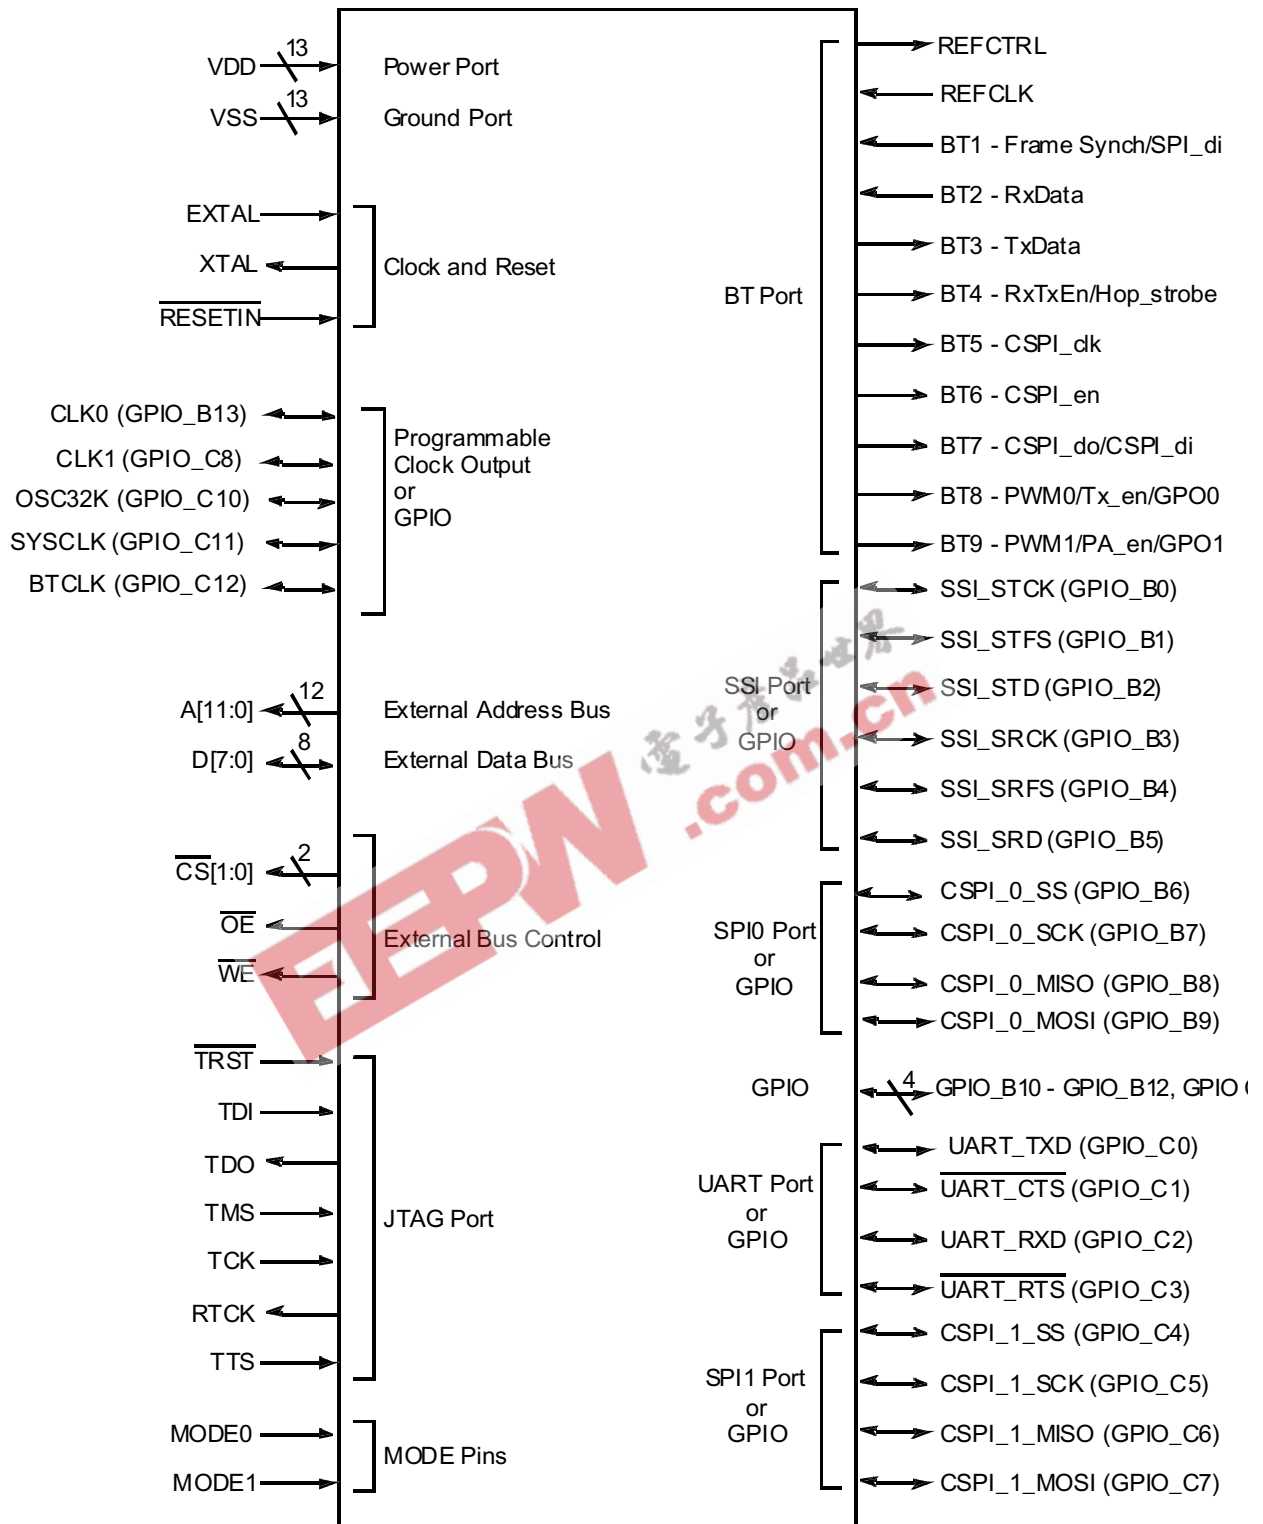 VDD
13
Power Port
VSS
13
Ground Port
EXTAL
XTAL
RESETIN
Clock and Reset
CLK0 (GPIO_B13)
CLK1 (GPIO_C8)
OSC32K (GPIO_C10)
SYSCLK (GPIO_C11)
BTCLK (GPIO_C12)
Programmable
Clock Output
or
GPIO
A[11:0]
12
External Address Bus
D[7:0]
8
External Data Bus
CS[1:0]
2
OE
WE
External Bus Control
TRST
TDI
TDO
TMS
TCK
RTCK
TTS
JTAG Port
MODE0
MODE1
MODE Pins
BT Port
REFCTRL
REFCLK
BT1 - Frame Synch/SPI_di
BT2 - RxData
BT3 - TxData
BT4 - RxTxEn/Hop_strobe
BT5 - CSPI_clk
BT6 - CSPI_en
BT7 - CSPI_do/CSPI_di
BT8 - PWM0/Tx_en/GPO0
BT9 - PWM1/PA_en/GPO1
SSI Port
or
GPIO
SSI_STCK (GPIO_B0)
SSI_STFS (GPIO_B1)
SSI_STD (GPIO_B2)
SSI_SRCK (GPIO_B3)
SSI_SRFS (GPIO_B4)
SSI_SRD (GPIO_B5)
SPI0 Port
or
GPIO
CSPI_0_SS (GPIO_B6)
CSPI_0_SCK (GPIO_B7)
CSPI_0_MISO (GPIO_B8)
CSPI_0_MOSI (GPIO_B9)
GPIO
4
GPIO_B10 - GPIO_B12, GPIO
UART Port
or
GPIO
UART_TXD (GPIO_C0)
UART_CTS (GPIO_C1)
UART_RXD (GPIO_C2)
UART_RTS (GPIO_C3)
SPI1 Port
or
GPIO
CSPI_1_SS (GPIO_C4)
CSPI_1_SCK (GPIO_C5)
CSPI_1_MISO (GPIO_C6)
CSPI_1_MOSI (GPIO_C7)
EEPW
.com.cn
電子產品世界